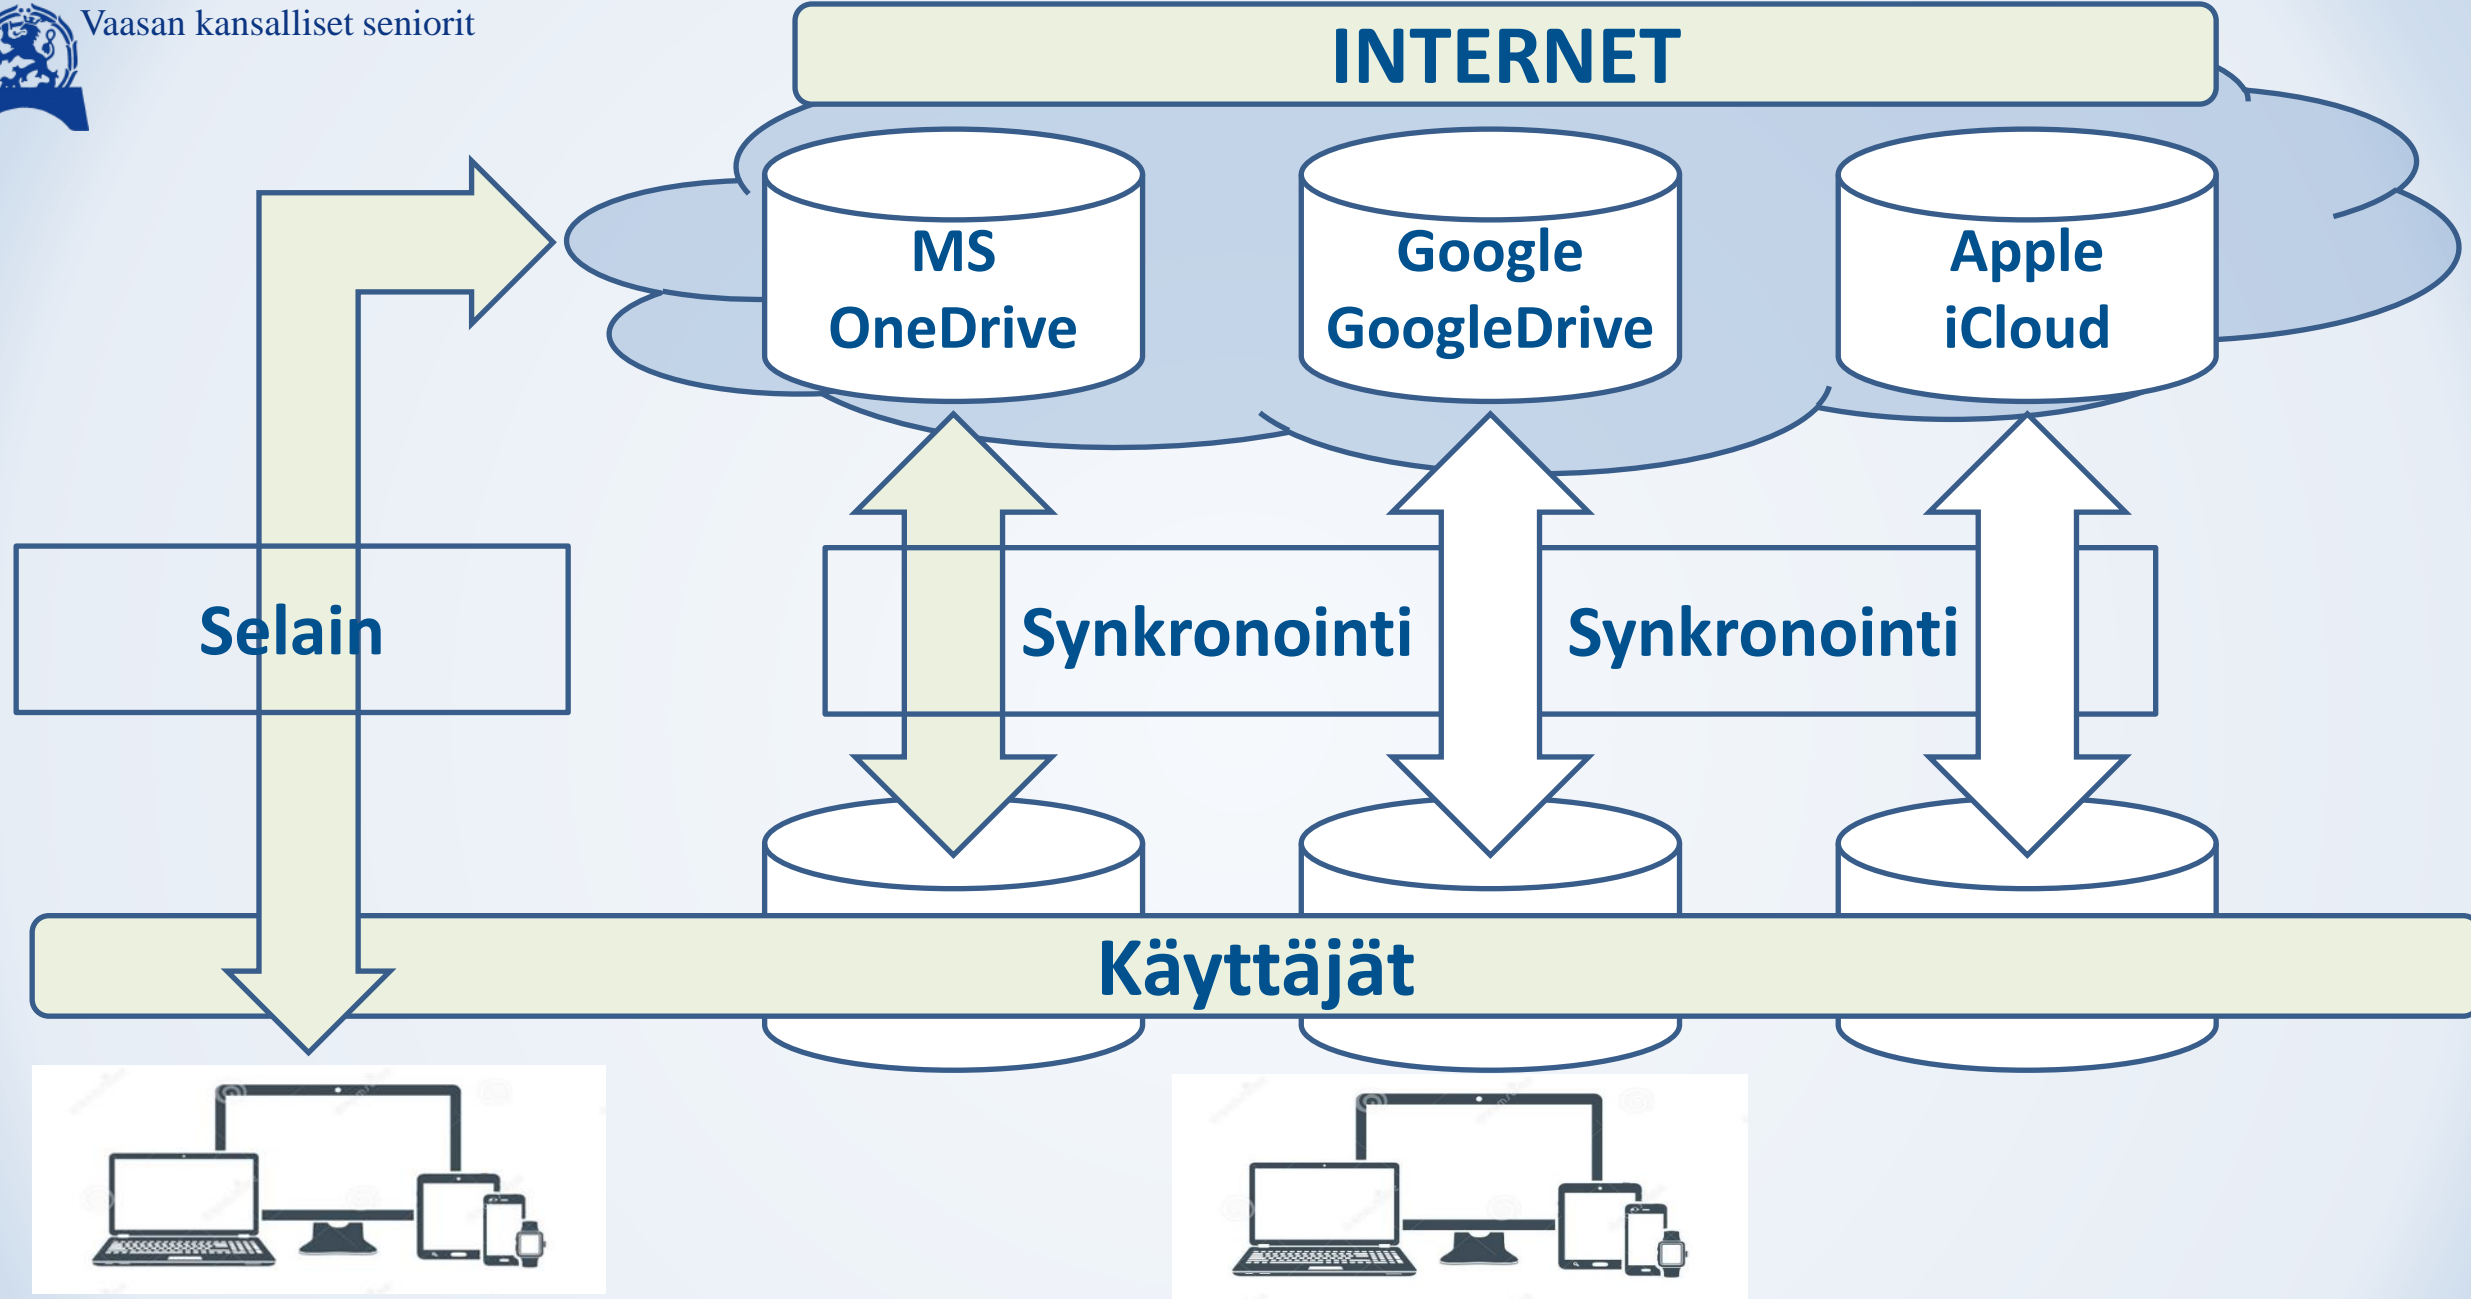 Vaasan kansalliset seniorit
INTERNET
MS
OneDrive
Google
GoogleDrive
Apple
iCloud
Selain
Synkronointi
Synkronointi
Käyttäjät